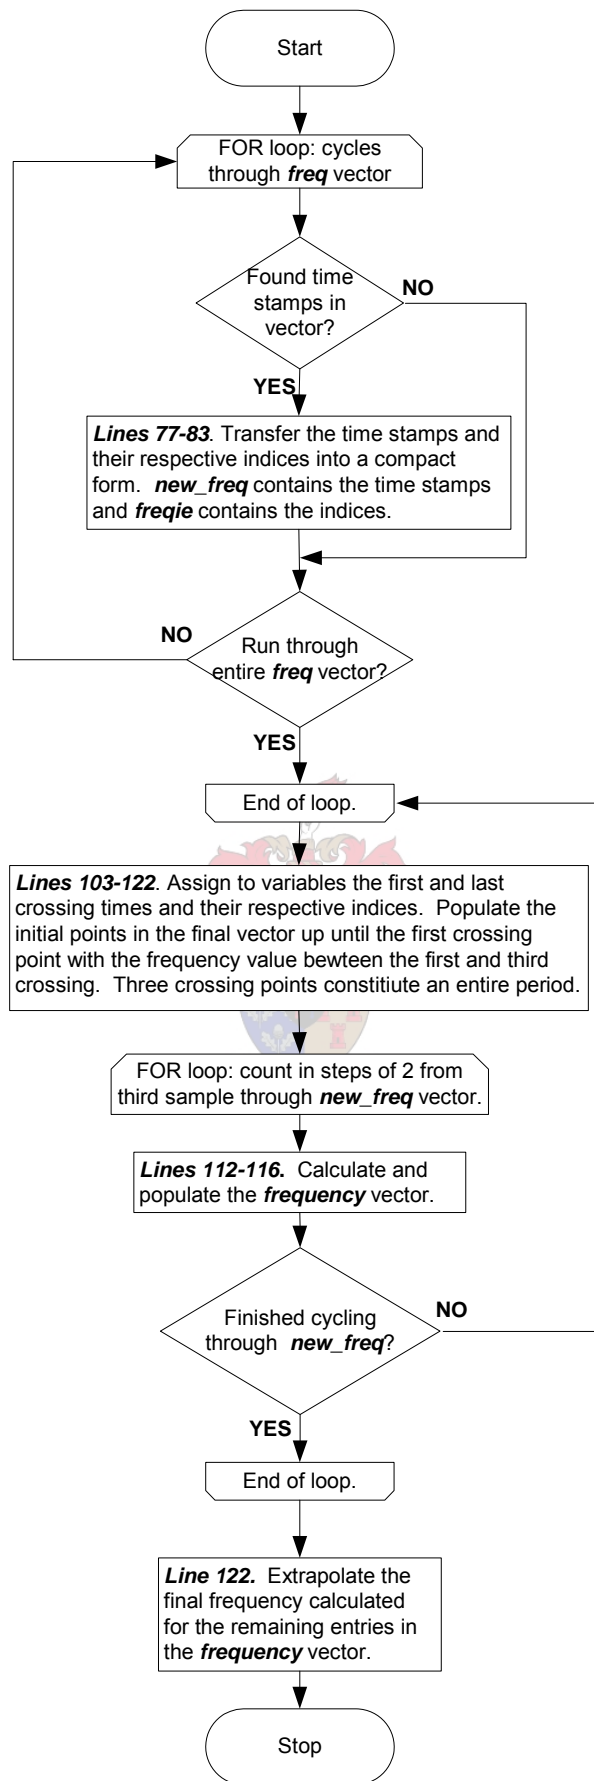 Start
FOR loop: cycles
through freq vector
Found time
stamps in
vector?
NO
YES
Lines 77-83. Transfer the time stamps and
their respective indices into a compact
form. new_freq contains the time stamps
and freqie contains the indices.
NO
Run through
entire freq vector?
YES
End of loop.
Lines 103-122. Assign to variables the first and last
crossing times and their respective indices. Populate the
initial points in the final vector up until the first crossing
point with the frequency value bewteen the first and third
crossing. Three crossing points constitiute an entire period.
FOR loop: count in steps of 2 from
third sample through new_freq vector.
Lines 112-116. Calculate and
populate the frequency vector.
Finished cycling
through new_freq?
NO
YES
End of loop.
Line 122. Extrapolate the
final frequency calculated
for the remaining entries in
the frequency vector.
Stop